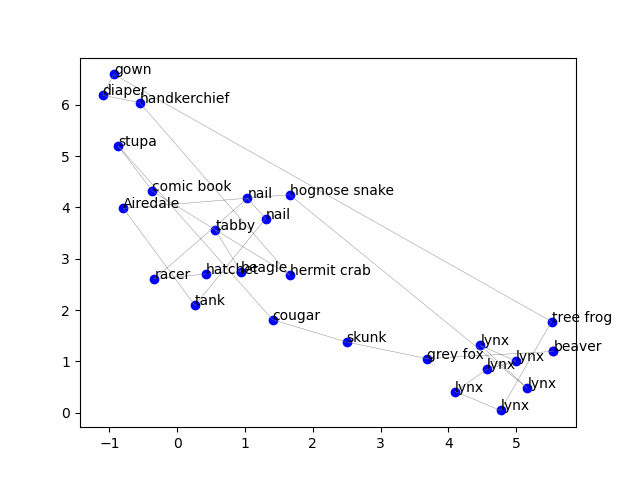 gown
diaper
handkerchief
6
stupa
5
comic book
nail
hognose snake
Airedale
4
nail
tabby
3
racer
hatchet
beagle
hermit crab
tank
2
cougar
tree frog
skunk
lynx
beaver
grey fox
lynx
1
lynx
lynx
lynx
lynx
0
−1
0
1
2
3
4
5